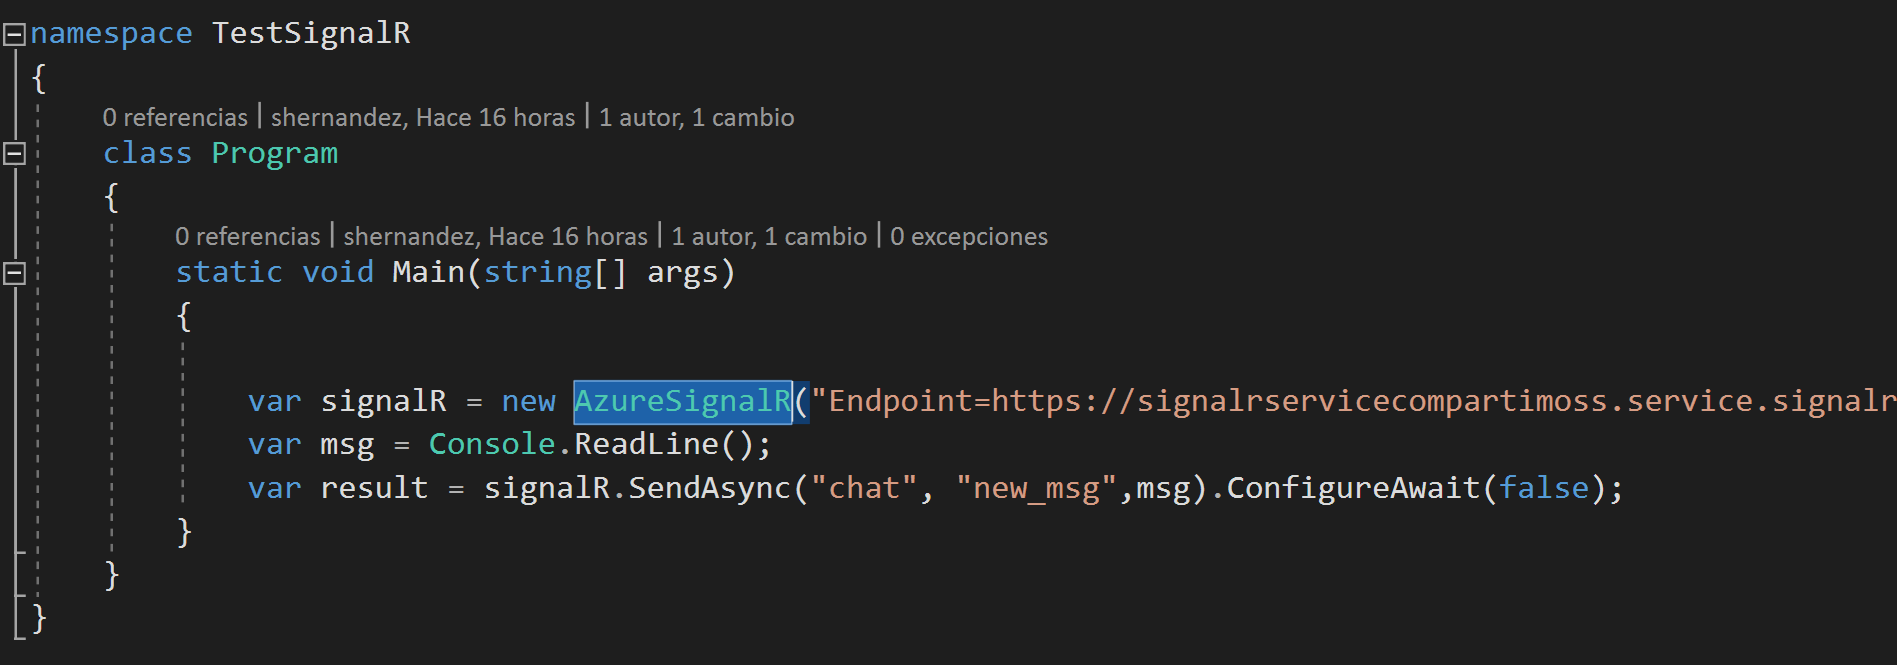 namespace TestSignalR
{
0 referencias | shernandez, Hace 16 horas | 1 autor, 1 cambio
class Program
{
0 referencias | shernandez, Hace 16 horas | 1 autor, 1 cambio | 0 excepciones
static void Main(string[] args)
{
var signalR = new AzureSignalR("Endpoint=https://signalrservicecompartimoss.service.signalr
var msg = Console.ReadLine();
var result = signalR.SendAsync("chat", "new_msg",msg).ConfigureAwait(false);
}
}
}